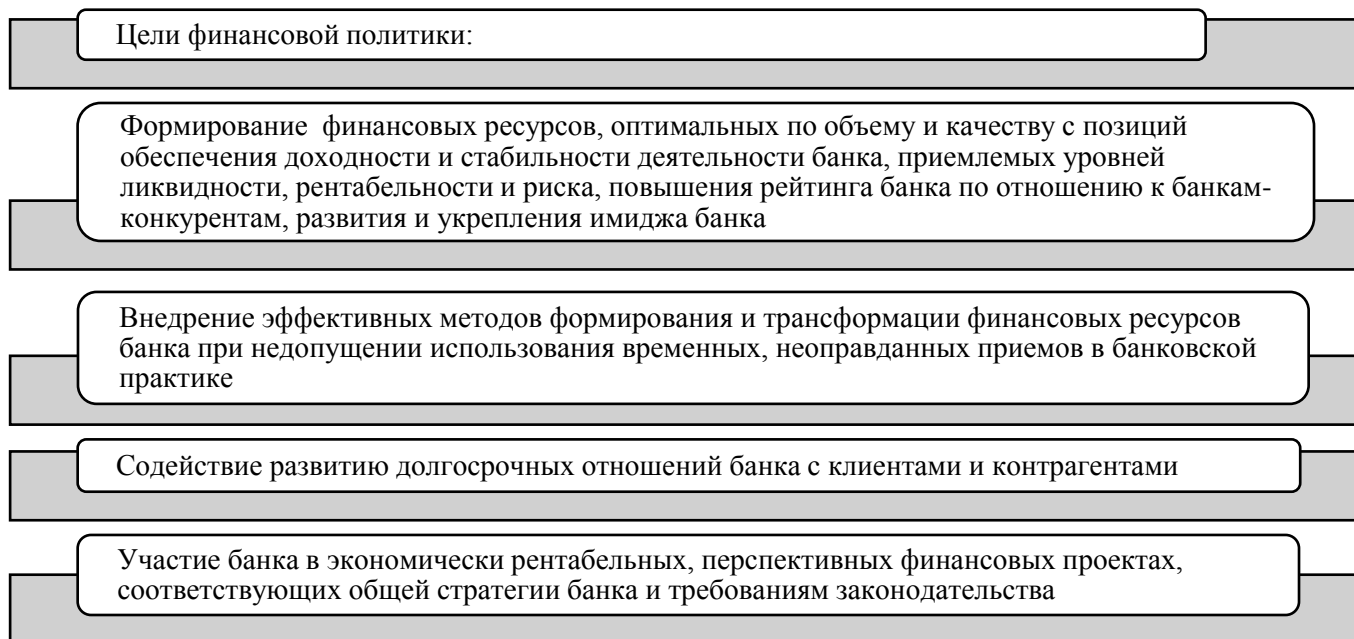 Цели финансовой политики:
Формирование финансовых ресурсов, оптимальных по объему и качеству с позиций
обеспечения доходности и стабильности деятельности банка, приемлемых уровней
ликвидности, рентабельности и риска, повышения рейтинга банка по отношению к банкам-
конкурентам, развития и укрепления имиджа банка
Внедрение эффективных методов формирования и трансформации финансовых ресурсов
банка при недопущении использования временных, неоправданных приемов в банковской
практике
Содействие развитию долгосрочных отношений банка с клиентами и контрагентами
Участие банка в экономически рентабельных, перспективных финансовых проектах,
соответствующих общей стратегии банка и требованиям законодательства